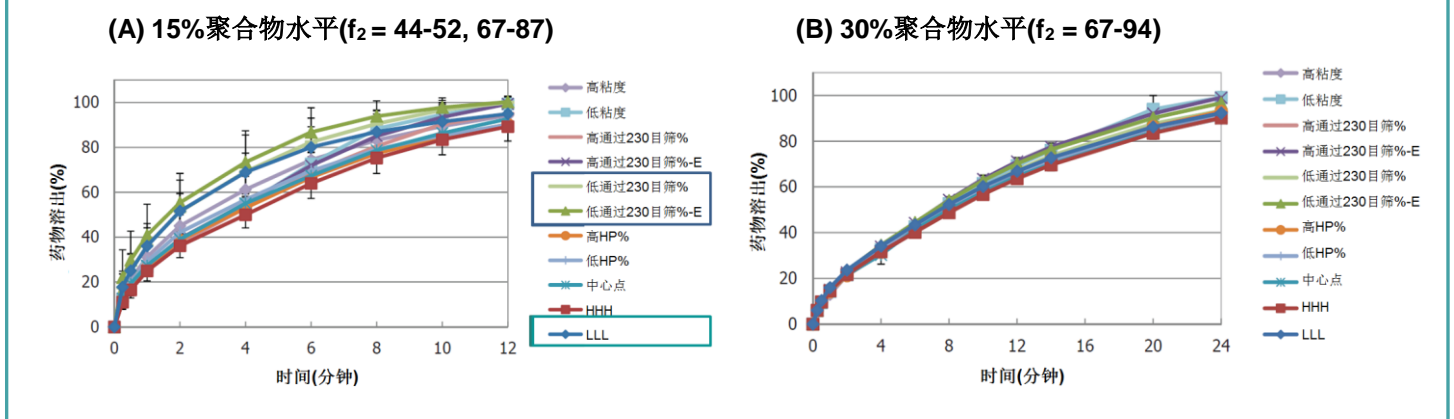 (A) 15%聚合物水平(f₂ = 44-52, 67-87)
药物溶出(%)
100
80
60
40
20
0
0 2 4 6 8 10 12
时间(分钟)
高粘度
低粘度
高通过230目筛%
高通过230目筛%-E
低通过230目筛%
低通过230目筛%-E
高HP%
低HP%
中心点
HHH
LLL
(B) 30%聚合物水平(f₂ = 67-94)
药物溶出(%)
100
80
60
40
20
0
0 4 8 12 16 20 24
时间(分钟)
高粘度
低粘度
高通过230目筛%
高通过230目筛%-E
低通过230目筛%
低通过230目筛%-E
高HP%
低HP%
中心点
HHH
LLL